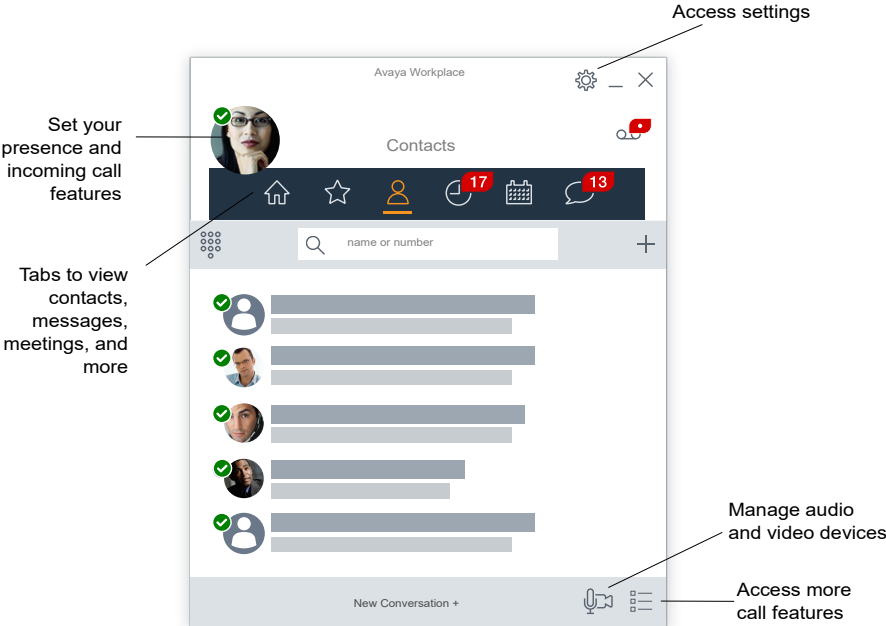 Access settings
Avaya Workplace
Set your
presence and
incoming call
features
Contacts
17
13
name or number
Tabs to view
contacts,
messages,
meetings, and
more
Manage audio
and video devices
New Conversation +
Access more
call features